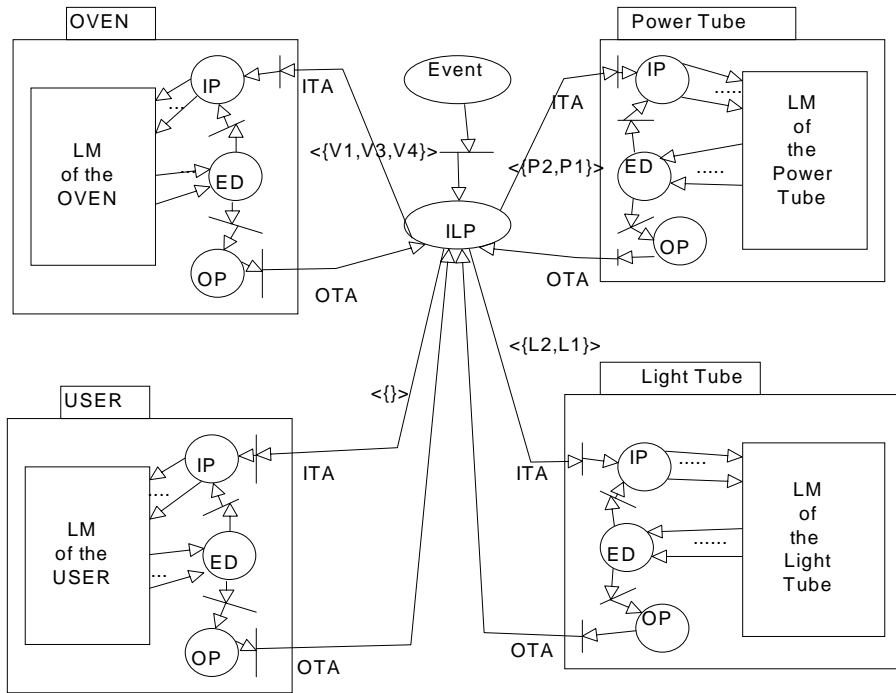 OVEN
IP
ITA
....
LM
of the
OVEN
....
ED
OP
OTA
Event
<{V1,V3,V4}>
ILP
Power Tube
IP
ITA
.....
LM
of
the
Power
Tube
<{P2,P1}>
ED
.....
OP
OTA
USER
IP
ITA
....
LM
of the
USER
ED
...
OP
OTA
<{}>
<{L2,L1}>
Light Tube
IP
ITA
.....
LM
of
the
Light
Tube
ED
......
OP
OTA